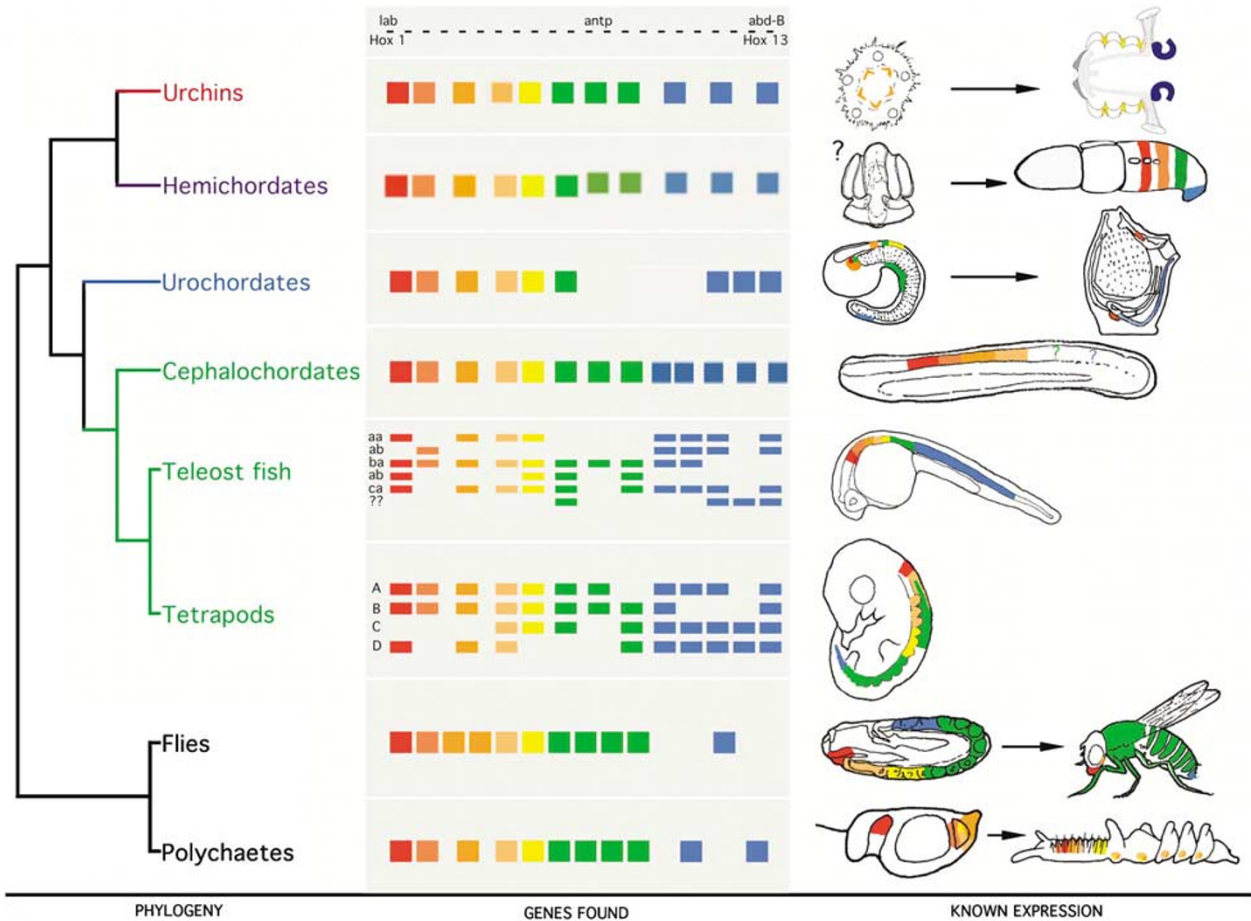 lab antp abd-B
Hox 1 Hox 13
Urchins
?
Hemichordates
Urochordates
Cephalochordates
? ?
aa
ab
ba
Teleost fish
ab
ca
??
A
B
Tetrapods
C
D
Flies
Polychaetes
PHYLOGENY GENES FOUND KNOWN EXPRESSION